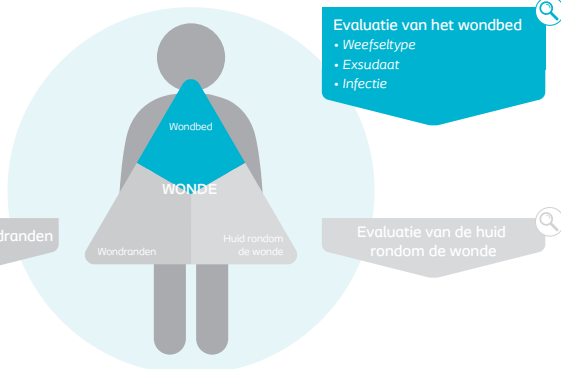 Evaluatie van het wondbed
• Weefseltype
• Exsudaat
• Infectie
Wondbed
WONDE
Wondranden
Huid rondom
de wonde
Evaluatie van de huid
rondom de wonde